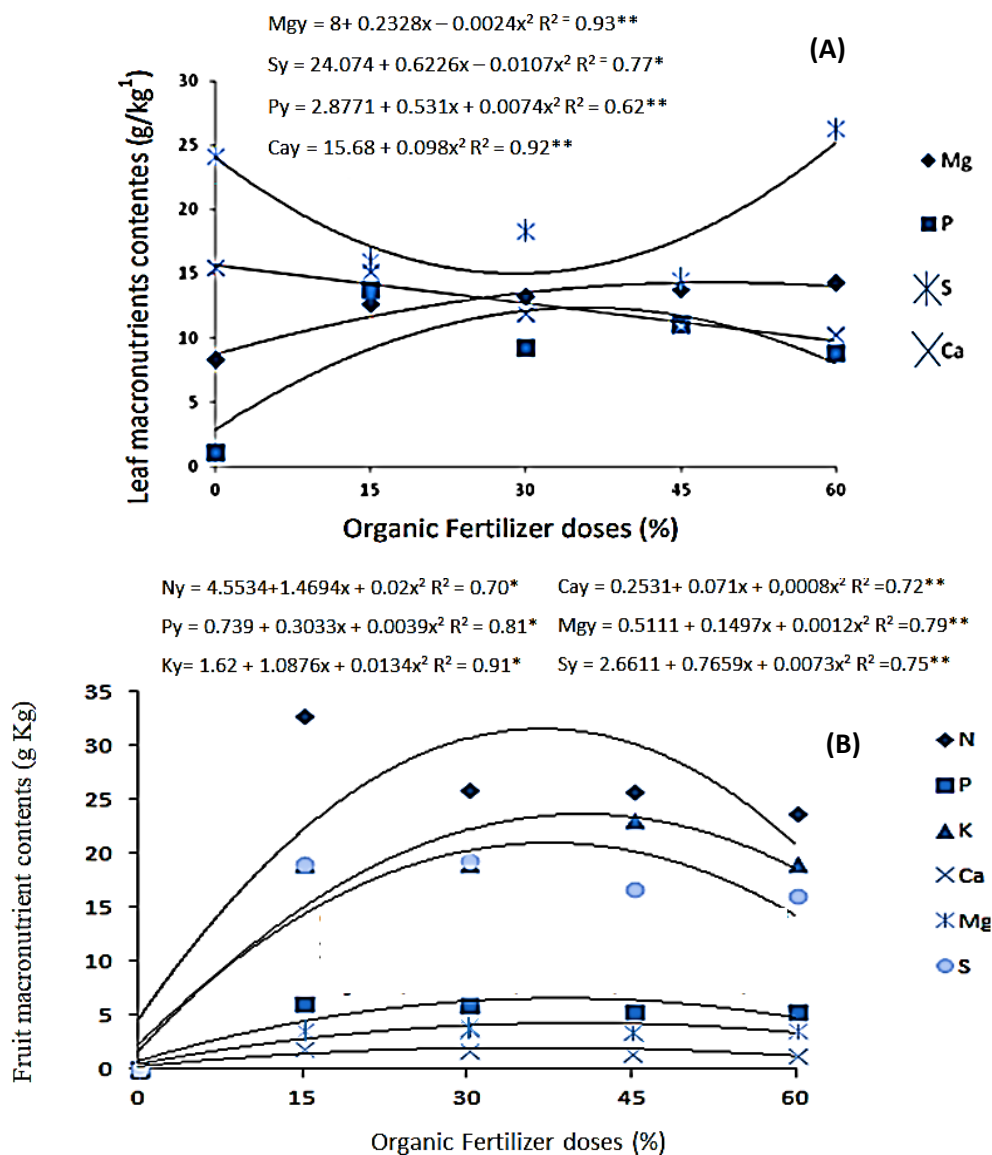 Mgy = 8+ 0.2328x – 0.0024x² R² = 0.93**
(A)
Sy = 24.074 + 0.6226x – 0.0107x² R² = 0.77*
Py = 2.8771 + 0.531x + 0.0074x² R² = 0.62**
Cay = 15.68 + 0.098x² R² = 0.92**
Leaf macronutrients contentes (g/kg¹)
30
25
20
15
10
5
0
0 15 30 45 60
Organic Fertilizer doses (%)
Mg
P
S
Ca
Ny = 4.5534+1.4694x + 0.02x² R² = 0.70* Cay = 0.2531+ 0.071x + 0,0008x² R² =0.72**
Py = 0.739 + 0.3033x + 0.0039x² R² = 0.81* Mgy = 0.5111 + 0.1497x + 0.0012x² R² =0.79**
Ky = 1.62 + 1.0876x + 0.0134x² R² = 0.91* Sy = 2.6611 + 0.7659x + 0.0073x² R² =0.75**
Fruit macronutrient contents (g Kg)
35
30
25
20
15
10
5
0
0 15 30 45 60
Organic Fertilizer doses (%)
(B)
N
P
K
Ca
Mg
S